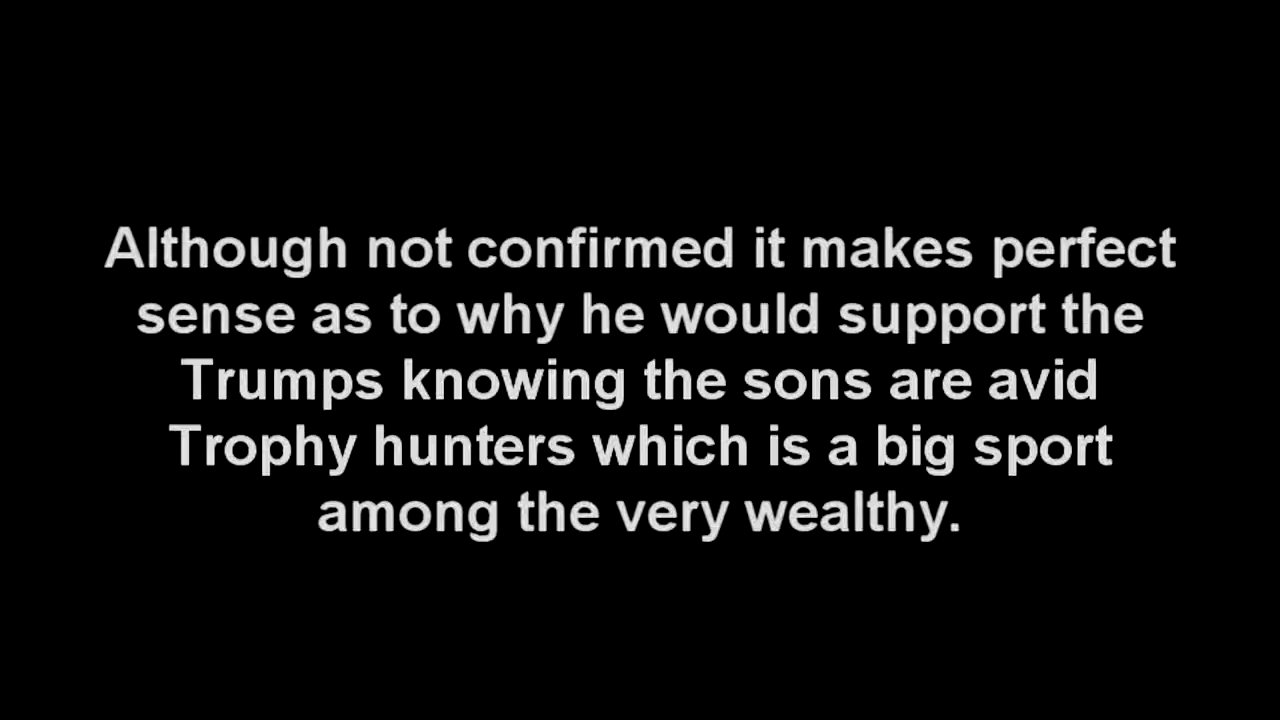 Although not confirmed it makes perfect
sense as to why he would support the
Trumps knowing the sons are avid
Trophy hunters which is a big sport
among the very wealthy.